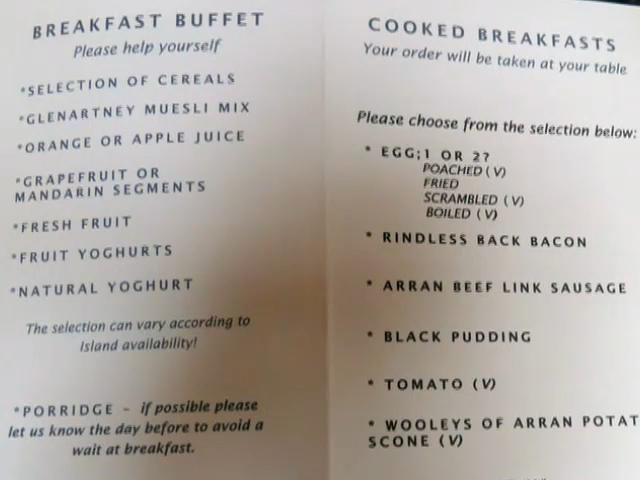 BREAKFAST BUFFET
Please help yourself
*SELECTION OF CEREALS
*GLENARTNEY MUESLI MIX
*ORANGE OR APPLE JUICE
*GRAPEFRUIT OR
MANDARIN SEGMENTS
*FRESH FRUIT
*FRUIT YOGHURTS
*NATURAL YOGHURT
The selection can vary according to
Island availability!
*PORRIDGE – if possible please
let us know the day before to avoid a
wait at breakfast.
COOKED BREAKFASTS
Your order will be taken at your table
Please choose from the selection below:
* EGG;1 OR 2?
POACHED (V)
FRIED
SCRAMBLED (V)
BOILED (V)
* RINDLESS BACK BACON
* ARRAN BEEF LINK SAUSAGE
* BLACK PUDDING
* TOMATO (V)
* WOOLEYS OF ARRAN POTAT
SCONE (V)